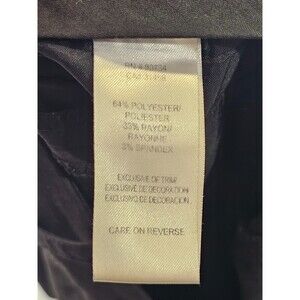 64% POLYESTER/
POLIESTER
33% RAYON/
RAYONNE
3% SPANDEX
EXCLUSIVE OF TRIM/
EXCLUSIVE DE DECORATION/
EXCLUSIVO DE DECORACION
CARE ON REVERSE